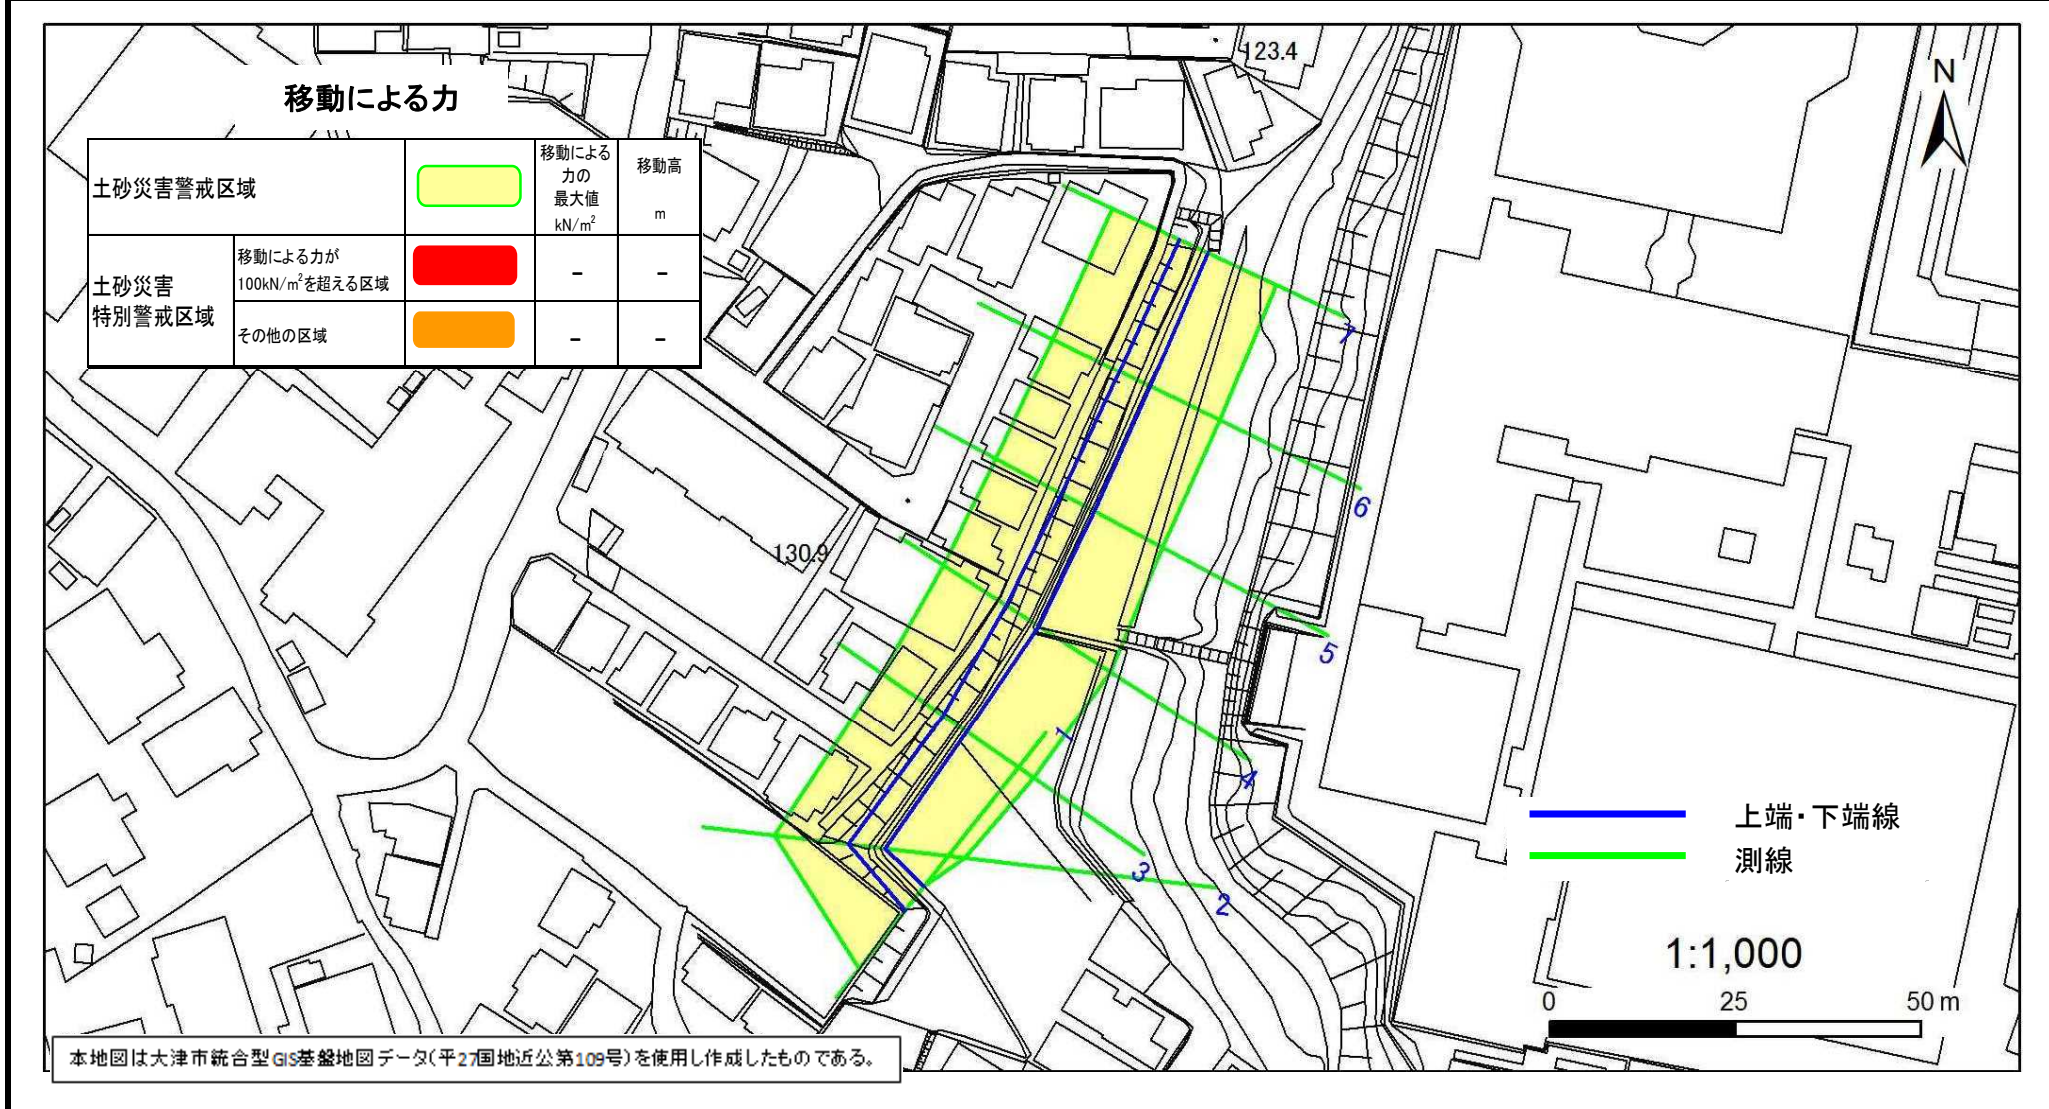 移動による力
土砂災害警戒区域
移動による
力の
最大値
kN/m²
移動高
m
土砂災害
特別警戒区域
移動による力が
100kN/m²を超える区域
-
-
その他の区域
-
-
123.4
N
130.9
7
6
5
4
1
3
2
上端・下端線
測線
1:1,000
0 25 50 m
本地図は大津市統合型GIS基盤地図データ(平27国地近公第109号)を使用し作成したものである。